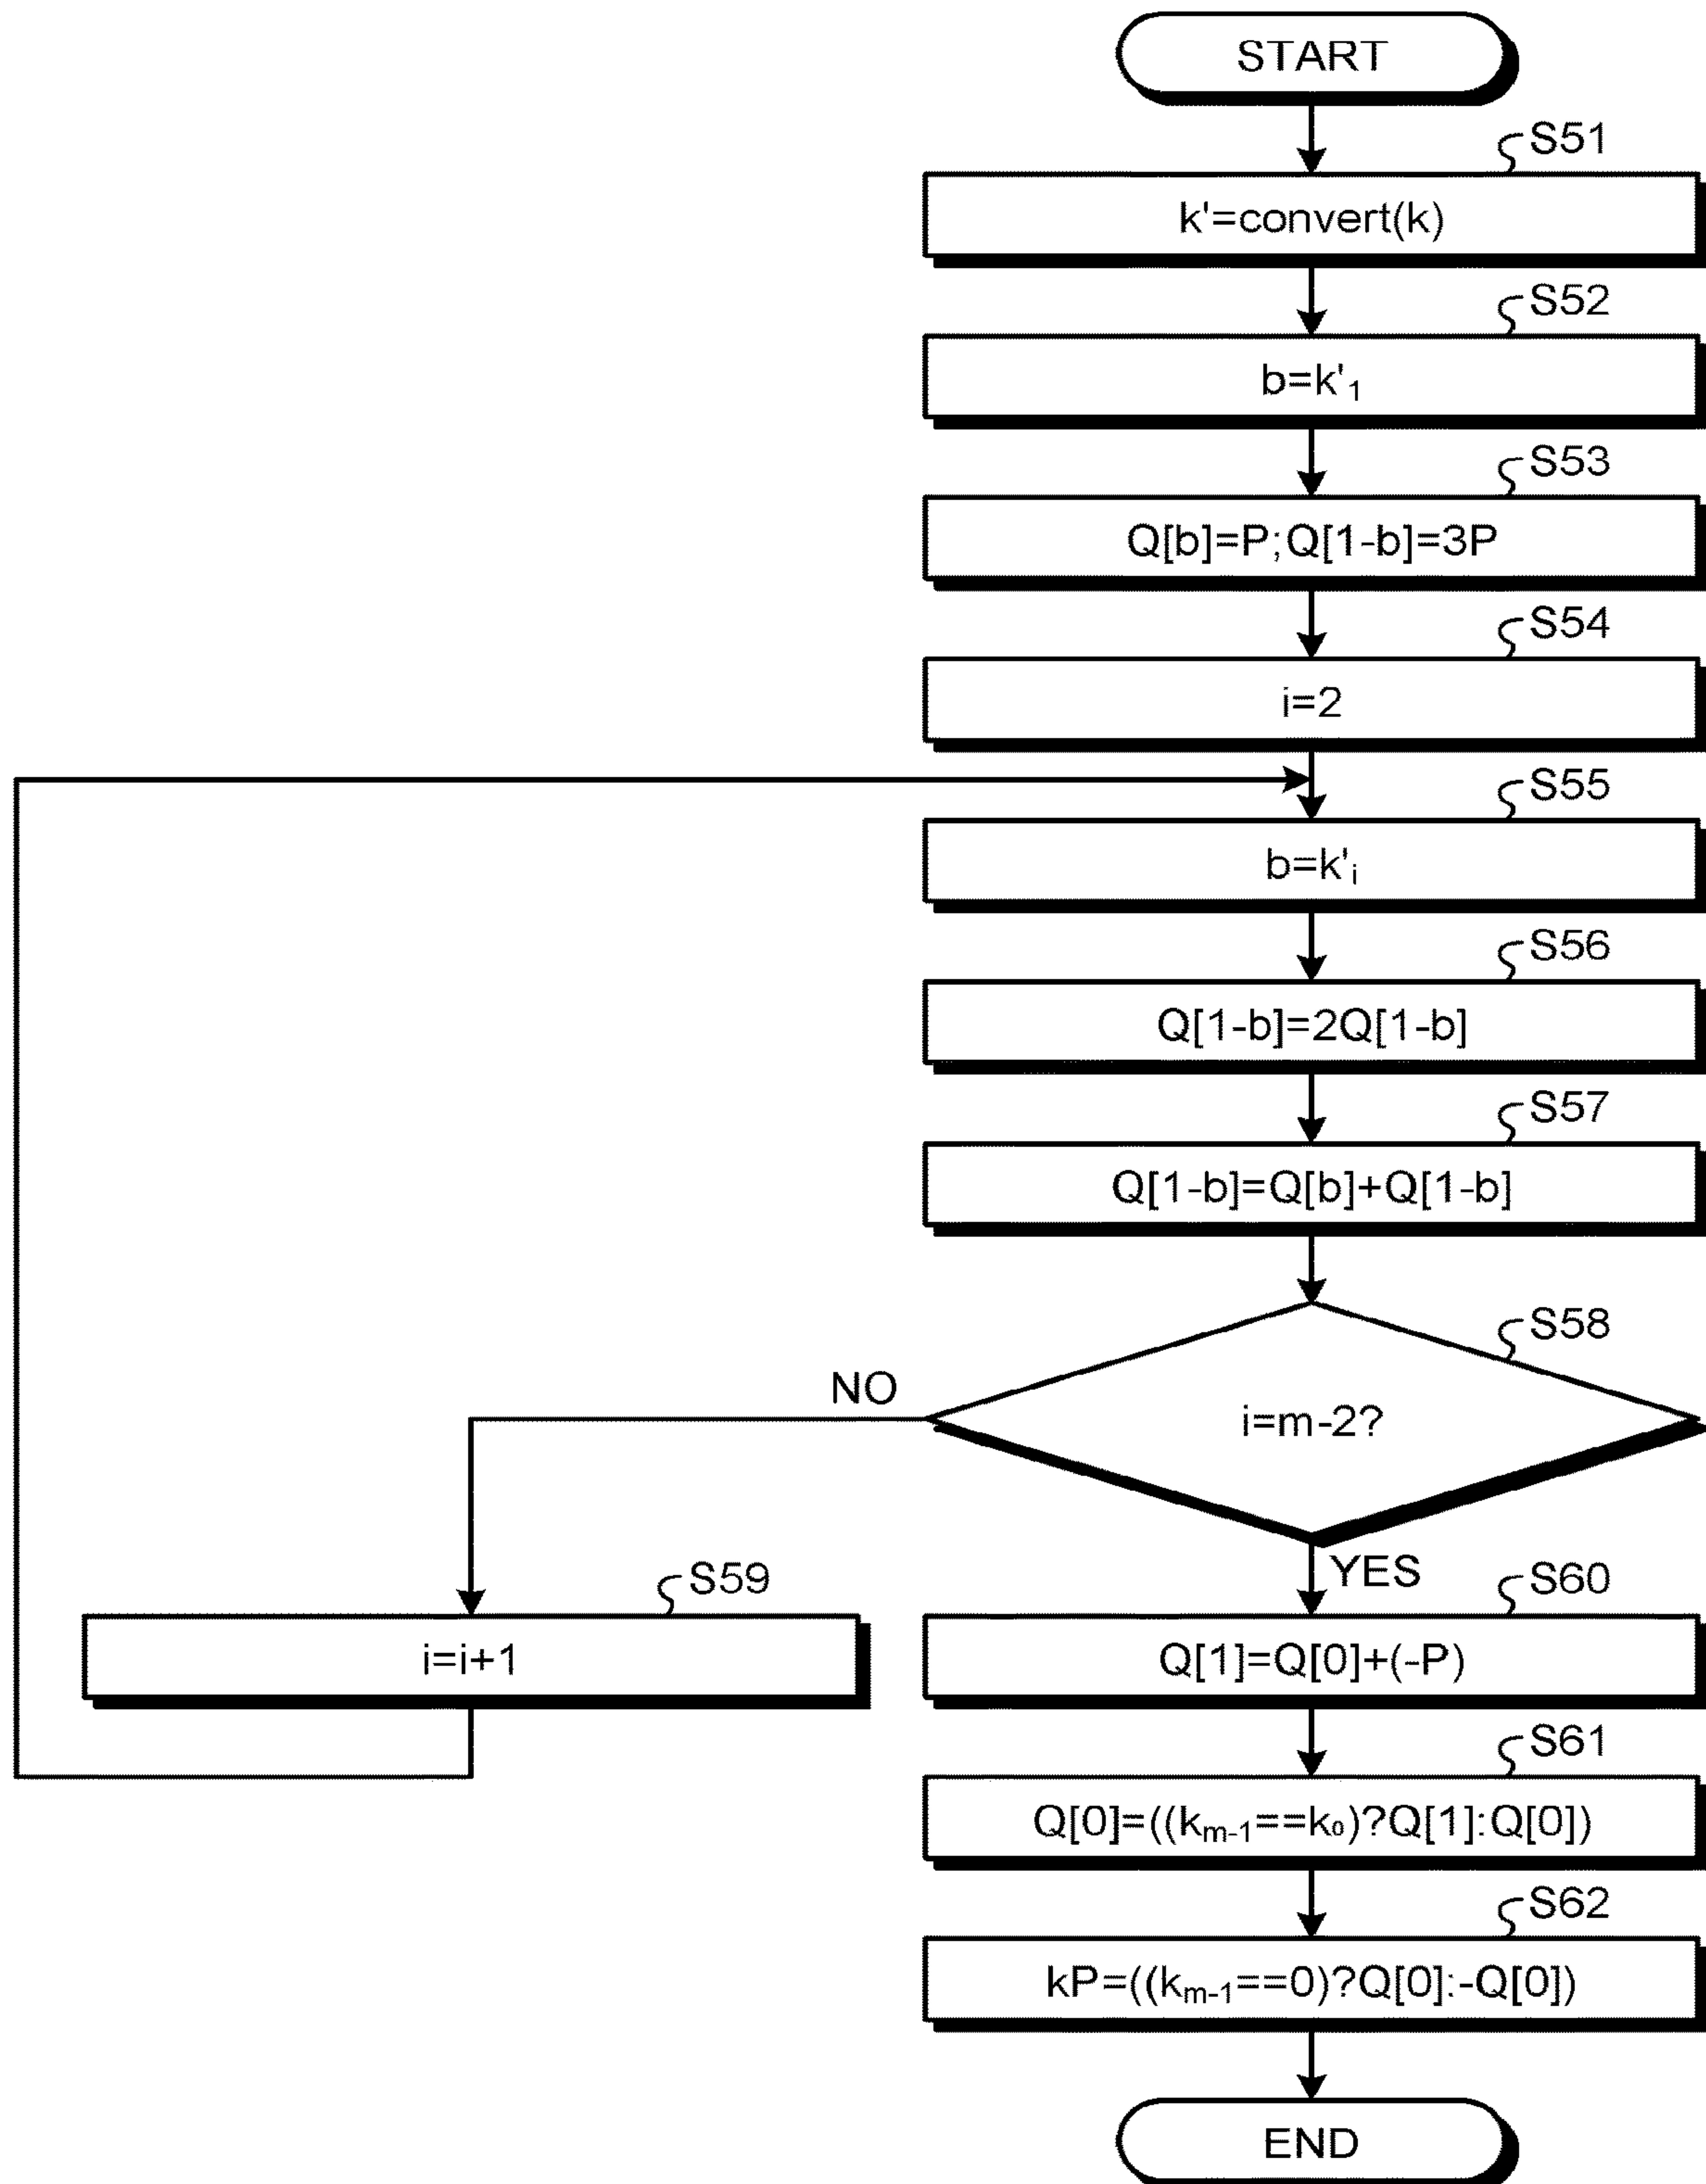 START
S51
k'=convert(k)
S52
b=k'₁
S53
Q[b]=P;Q[1-b]=3P
S54
i=2
S55
b=k'ᵢ
S56
Q[1-b]=2Q[1-b]
S57
Q[1-b]=Q[b]+Q[1-b]
S58
NO
i=m-2?
YES
S59
i=i+1
S60
Q[1]=Q[0]+(-P)
S61
Q[0]=((kₘ₋₁==k₀)?Q[1]:Q[0])
S62
kP=((kₘ₋₁==0)?Q[0]:-Q[0])
END